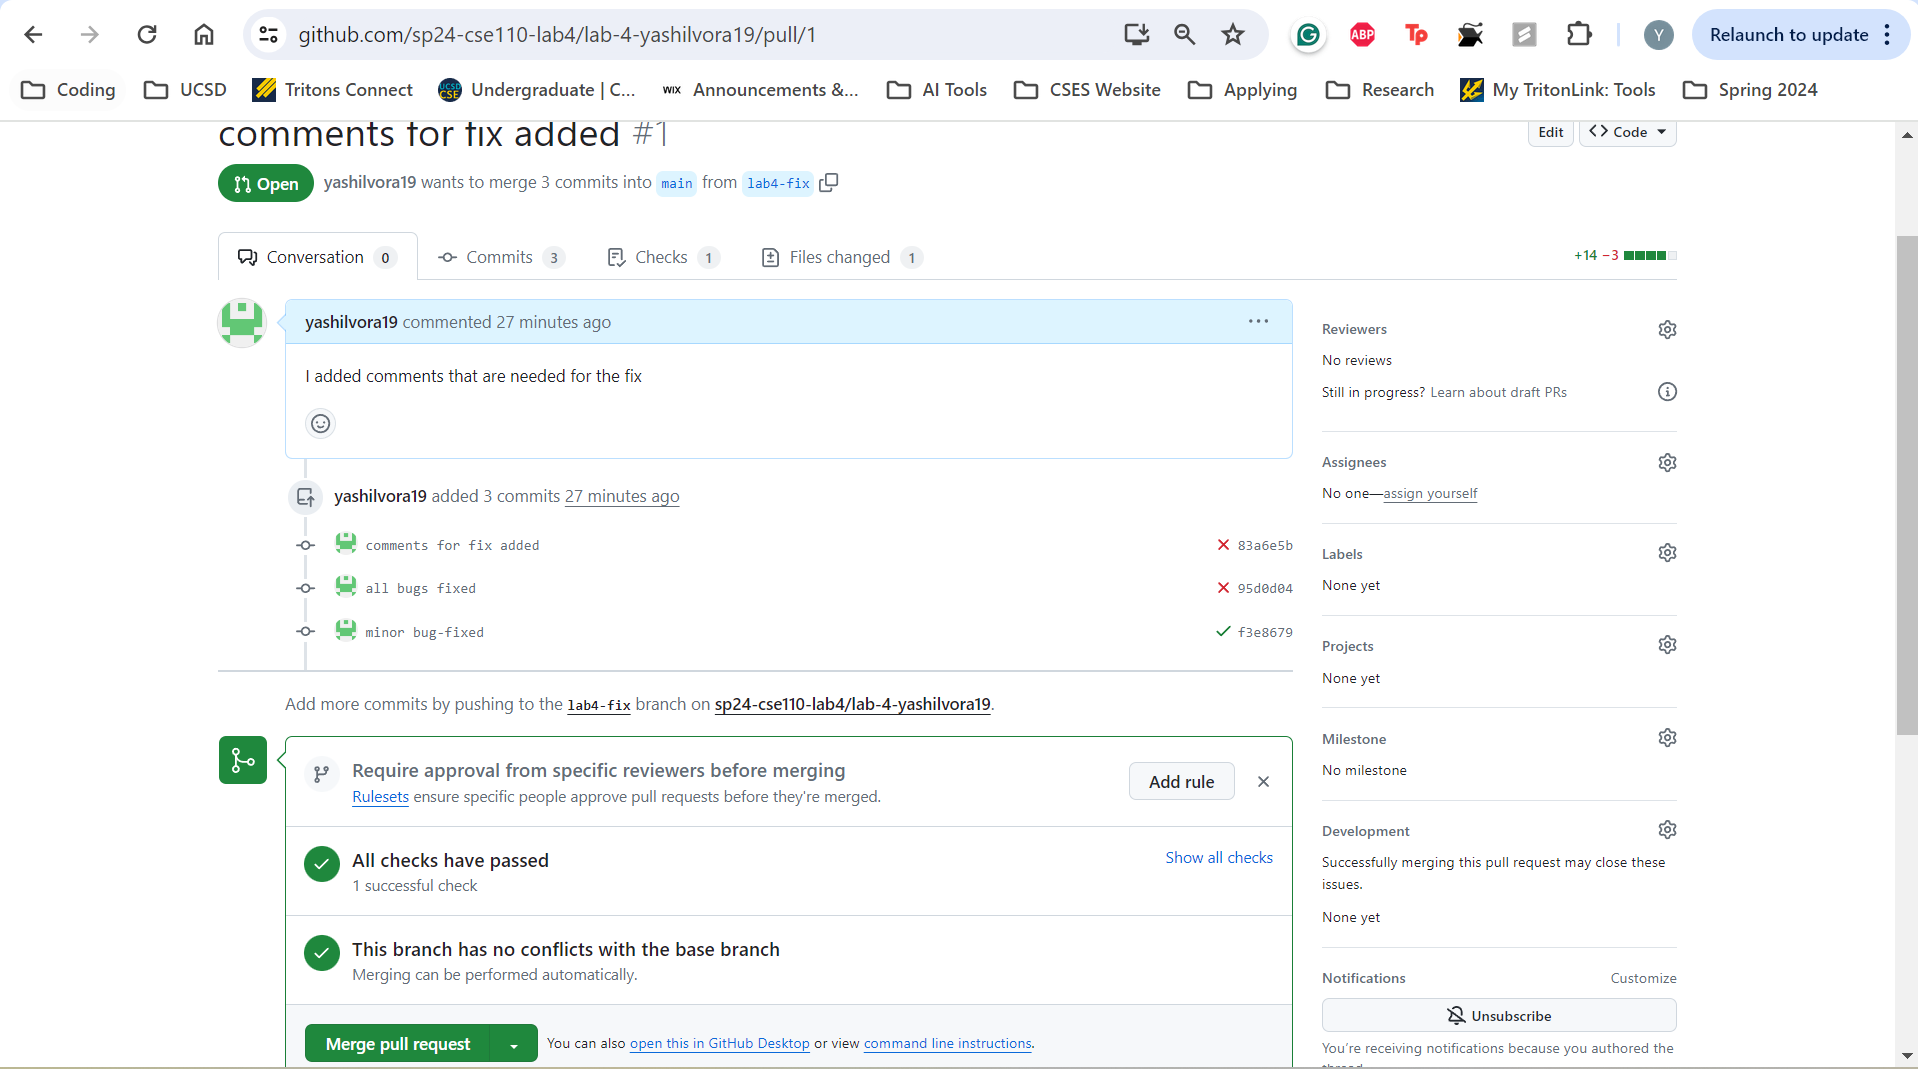 github.com/sp24-cse110-lab4/lab-4-yashilvora19/pull/1
ABP
Tp
Y
Relaunch to update
Coding
UCSD
Tritons Connect
UCSD CSE
Undergraduate | C...
WIX
Announcements &...
AI Tools
CSES Website
Applying
Research
My TritonLink: Tools
Spring 2024
comments for fix added #1
Edit
<> Code
Open
yashilvora19 wants to merge 3 commits into main from lab4-fix
Conversation 0
Commits 3
Checks 1
Files changed 1
+14 −3
yashilvora19 commented 27 minutes ago
I added comments that are needed for the fix
yashilvora19 added 3 commits 27 minutes ago
comments for fix added 83a6e5b
all bugs fixed 95d0d04
minor bug-fixed f3e8679
Add more commits by pushing to the lab4-fix branch on sp24-cse110-lab4/lab-4-yashilvora19.
Require approval from specific reviewers before merging
Rulesets ensure specific people approve pull requests before they're merged.
Add rule
All checks have passed
1 successful check
Show all checks
This branch has no conflicts with the base branch
Merging can be performed automatically.
Merge pull request
You can also open this in GitHub Desktop or view command line instructions.
Reviewers
No reviews
Still in progress? Learn about draft PRs
Assignees
No one—assign yourself
Labels
None yet
Projects
None yet
Milestone
No milestone
Development
Successfully merging this pull request may close these
issues.
None yet
Notifications
Customize
Unsubscribe
You're receiving notifications because you authored the
thread.